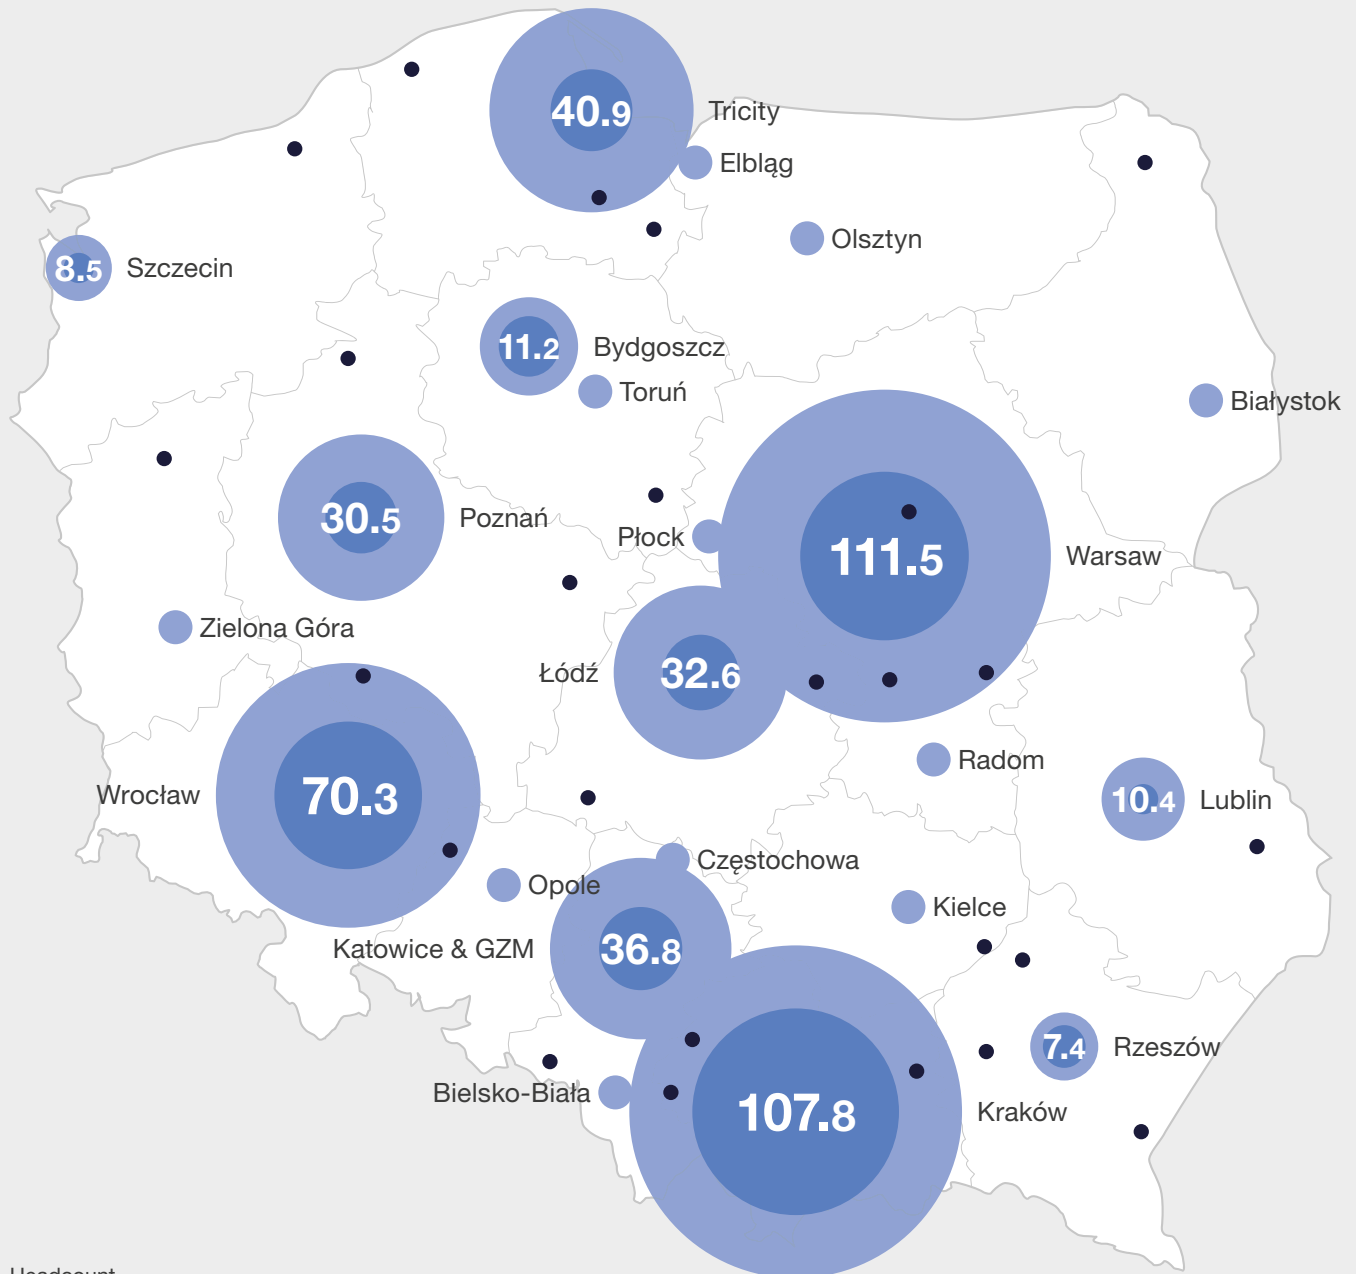 40.9
Tricity
Elbląg
Olsztyn
8.5
Szczecin
11.2
Bydgoszcz
Toruń
Białystok
30.5
Poznań
Płock
111.5
Warsaw
Zielona Góra
Łódź
32.6
Radom
Wrocław
70.3
10.4
Lublin
Częstochowa
Opole
Kielce
Katowice & GZM
36.8
7.4
Rzeszów
Bielsko-Biała
107.8
Kraków
Headcount